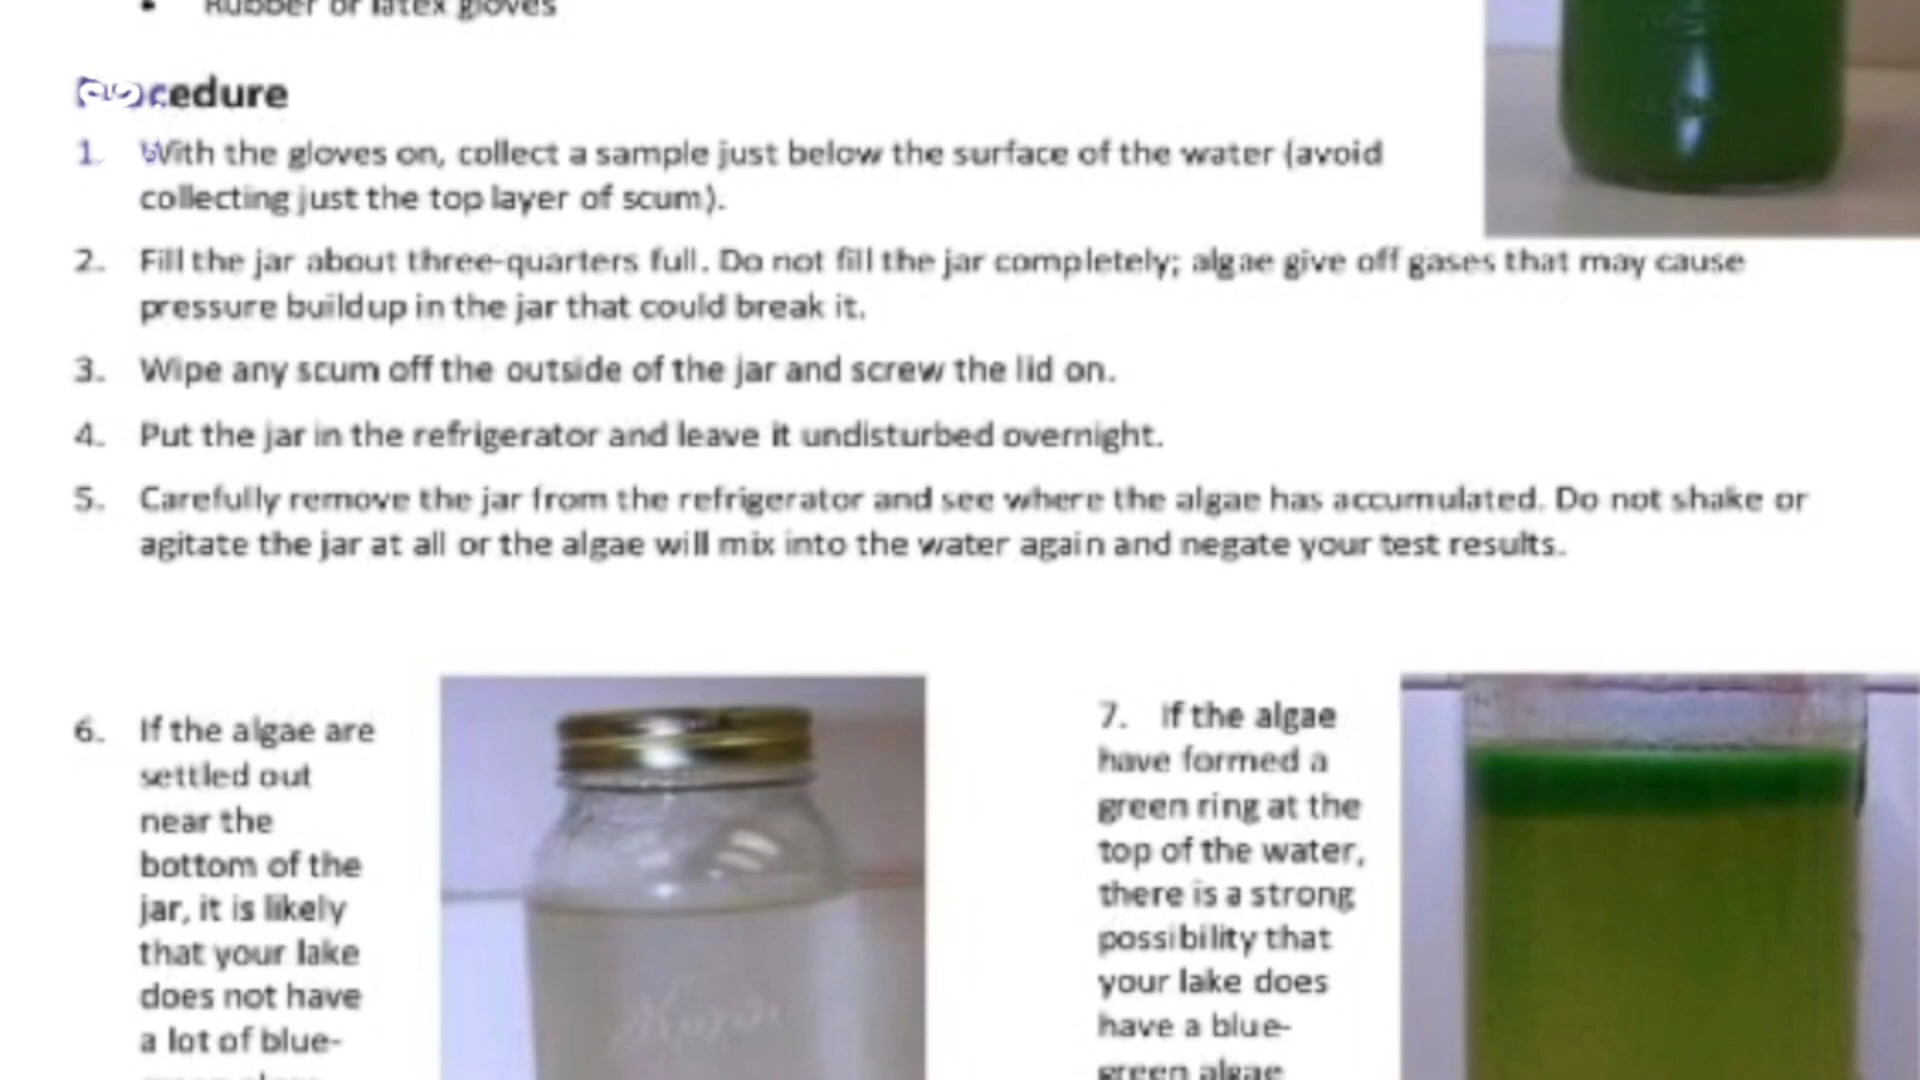 • Rubber or latex gloves
Procedure
1. With the gloves on, collect a sample just below the surface of the water (avoid
collecting just the top layer of scum).
2. Fill the jar about three-quarters full. Do not fill the jar completely; algae give off gases that may cause
pressure buildup in the jar that could break it.
3. Wipe any scum off the outside of the jar and screw the lid on.
4. Put the jar in the refrigerator and leave it undisturbed overnight.
5. Carefully remove the jar from the refrigerator and see where the algae has accumulated. Do not shake or
agitate the jar at all or the algae will mix into the water again and negate your test results.
6. If the algae are
settled out
near the
bottom of the
jar, it is likely
that your lake
does not have
a lot of blue-
green algae
7. If the algae
have formed a
green ring at the
top of the water,
there is a strong
possibility that
your lake does
have a blue-
green algae